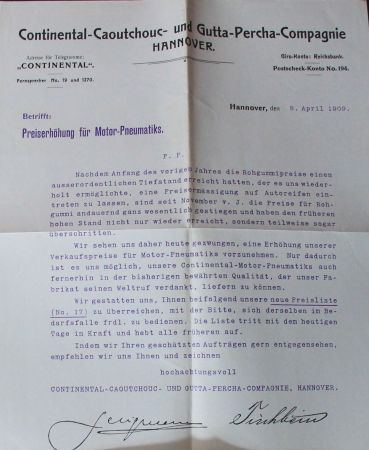 Continental-Caoutchouc- und Gutta-Percha-Compagnie
HANNOVER.
Adresse für Telegramme:
„CONTINENTAL".
Fernsprecher No. 19 und 1270.
Giro-Konto: Reichsbank.
Postscheck-Konto No. 194.
Hannover, den 8. April 1909.
Betrifft:
Preiserhöhung für Motor-Pneumatiks.
P. P.
Nachdem Anfang des vorigen Jahres die Rohgummipreise einen
ausserordentlichen Tiefstand erreicht hatten, der es uns wieder-
holt ermöglichte, eine Preisermässigung auf Autoreifen ein-
treten zu lassen, sind seit November v. J. die Preise für Roh-
gummi andauernd ganz wesentlich gestiegen und haben den früheren
hohen Stand nicht nur wieder erreicht, sondern teilweise sogar
überschritten.
Wir sehen uns daher heute gezwungen, eine Erhöhung unserer
Verkaufspreise für Motor-Pneumatiks vorzunehmen. Nur dadurch
ist es uns möglich, unsere Continental-Motor-Pneumatiks auch
fernerhin in der bisherigen bewährten Qualität, der unser Fa-
brikat seinen Weltruf verdankt, liefern zu können.
Wir gestatten uns, Ihnen beifolgend unsere neue Preisliste
(No. 17) zu überreichen, mit der Bitte, sich derselben in Be-
darfsfalle frdl. zu bedienen. Die Liste tritt mit dem heutigen
Tage in Kraft und hebt alle früheren auf.
Indem wir Ihren geschätzten Aufträgen gern entgegensehen,
empfehlen wir uns Ihnen und zeichnen
hochachtungsvoll
CONTINENTAL-CAOUTCHOUC- UND GUTTA-PERCHA-COMPAGNIE, HANNOVER.